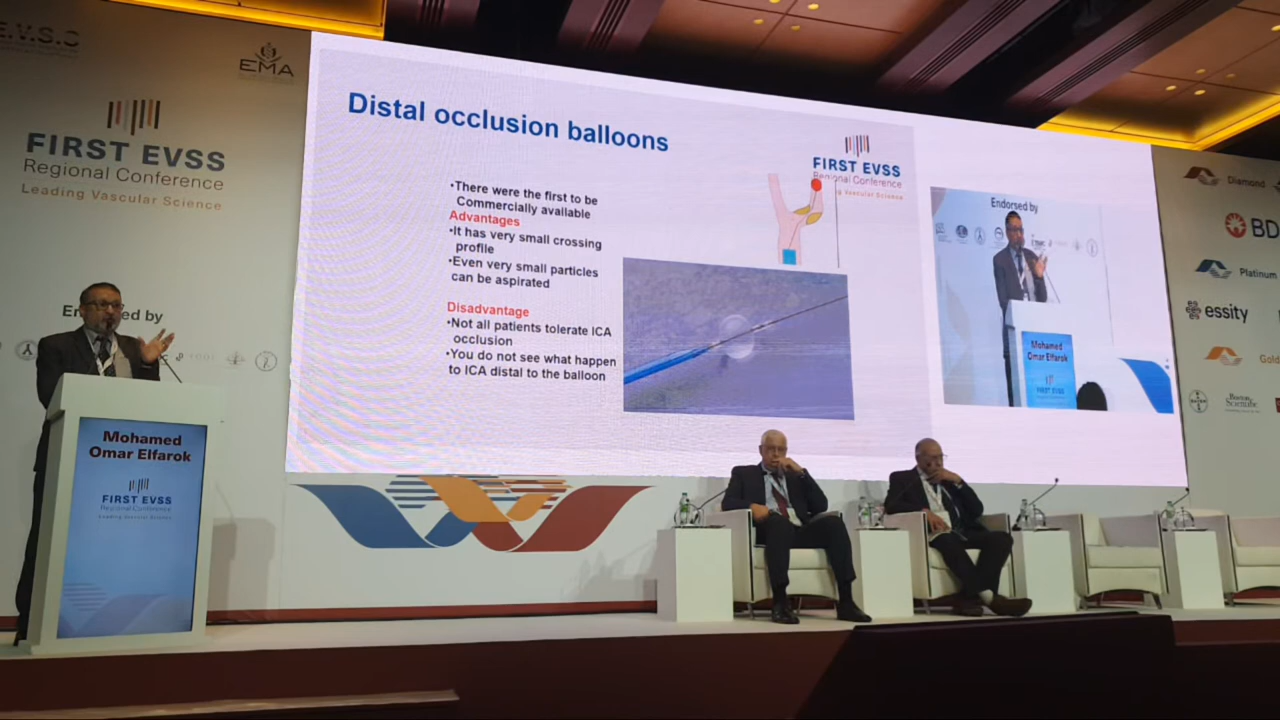 E.V.S.S
EMA
FIRST EVSS
Regional Conference
Leading Vascular Science
Distal occlusion balloons
•There were the first to be
Commercially available
Advantages
•It has very small crossing
profile
•Even very small particles
can be aspirated
Disadvantage
•Not all patients tolerate ICA
occlusion
•You do not see what happen
to ICA distal to the balloon
FIRST EVSS
Regional Conference
Endorsed by
Mohamed
Omar Elfarok
Diamond
BD
Platinum
essity
Gold
Boston
Scientific
by
Mohamed
Omar Elfarok
FIRST EVSS
Regional Conference
Leading Vascular Science